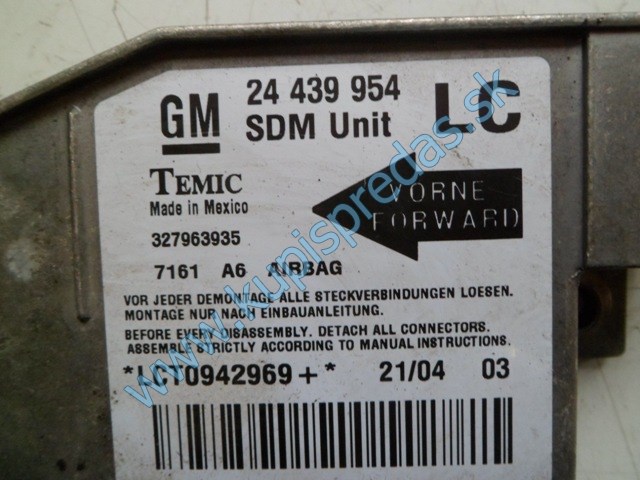 GM 24 439 954 LC
SDM Unit
TEMIC
Made in Mexico
VORNE
FORWARD
327963935
7161 A6 AIRBAG
VOR JEDER DEMONTAGE ALLE STECKVERBINDUNGEN LOESEN.
MONTAGE NUR NACH EINBAUANLEITUNG.
BEFORE EVERY DISASSEMBLY. DETACH ALL CONNECTORS.
ASSEMBLE STRICTLY ACCORDING TO MANUAL INSTRUCTIONS.
*LCT0942969+* 21/04 03
www.kupispredas.sk